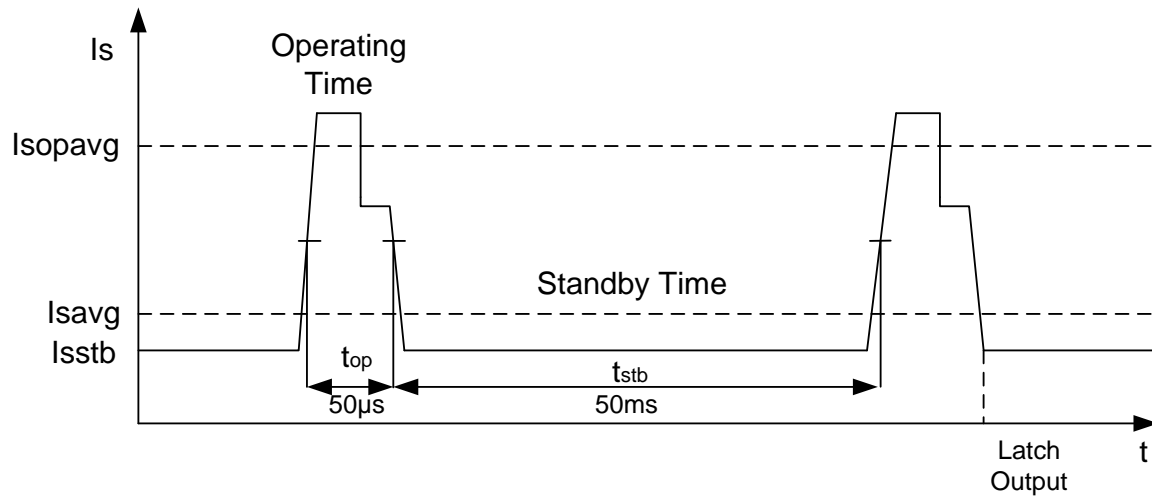 Is
Operating
Time
Isopavg
Standby Time
Isavg
Isstb
top
tstb
50µs
50ms
t
Latch
Output